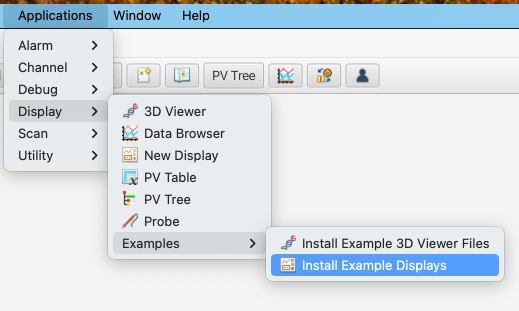 Applications Window Help
PV Tree
Alarm
Channel
Debug
Display
Scan
Utility
3D Viewer
Data Browser
New Display
PV Table
PV Tree
Probe
Examples
Install Example 3D Viewer Files
Install Example Displays